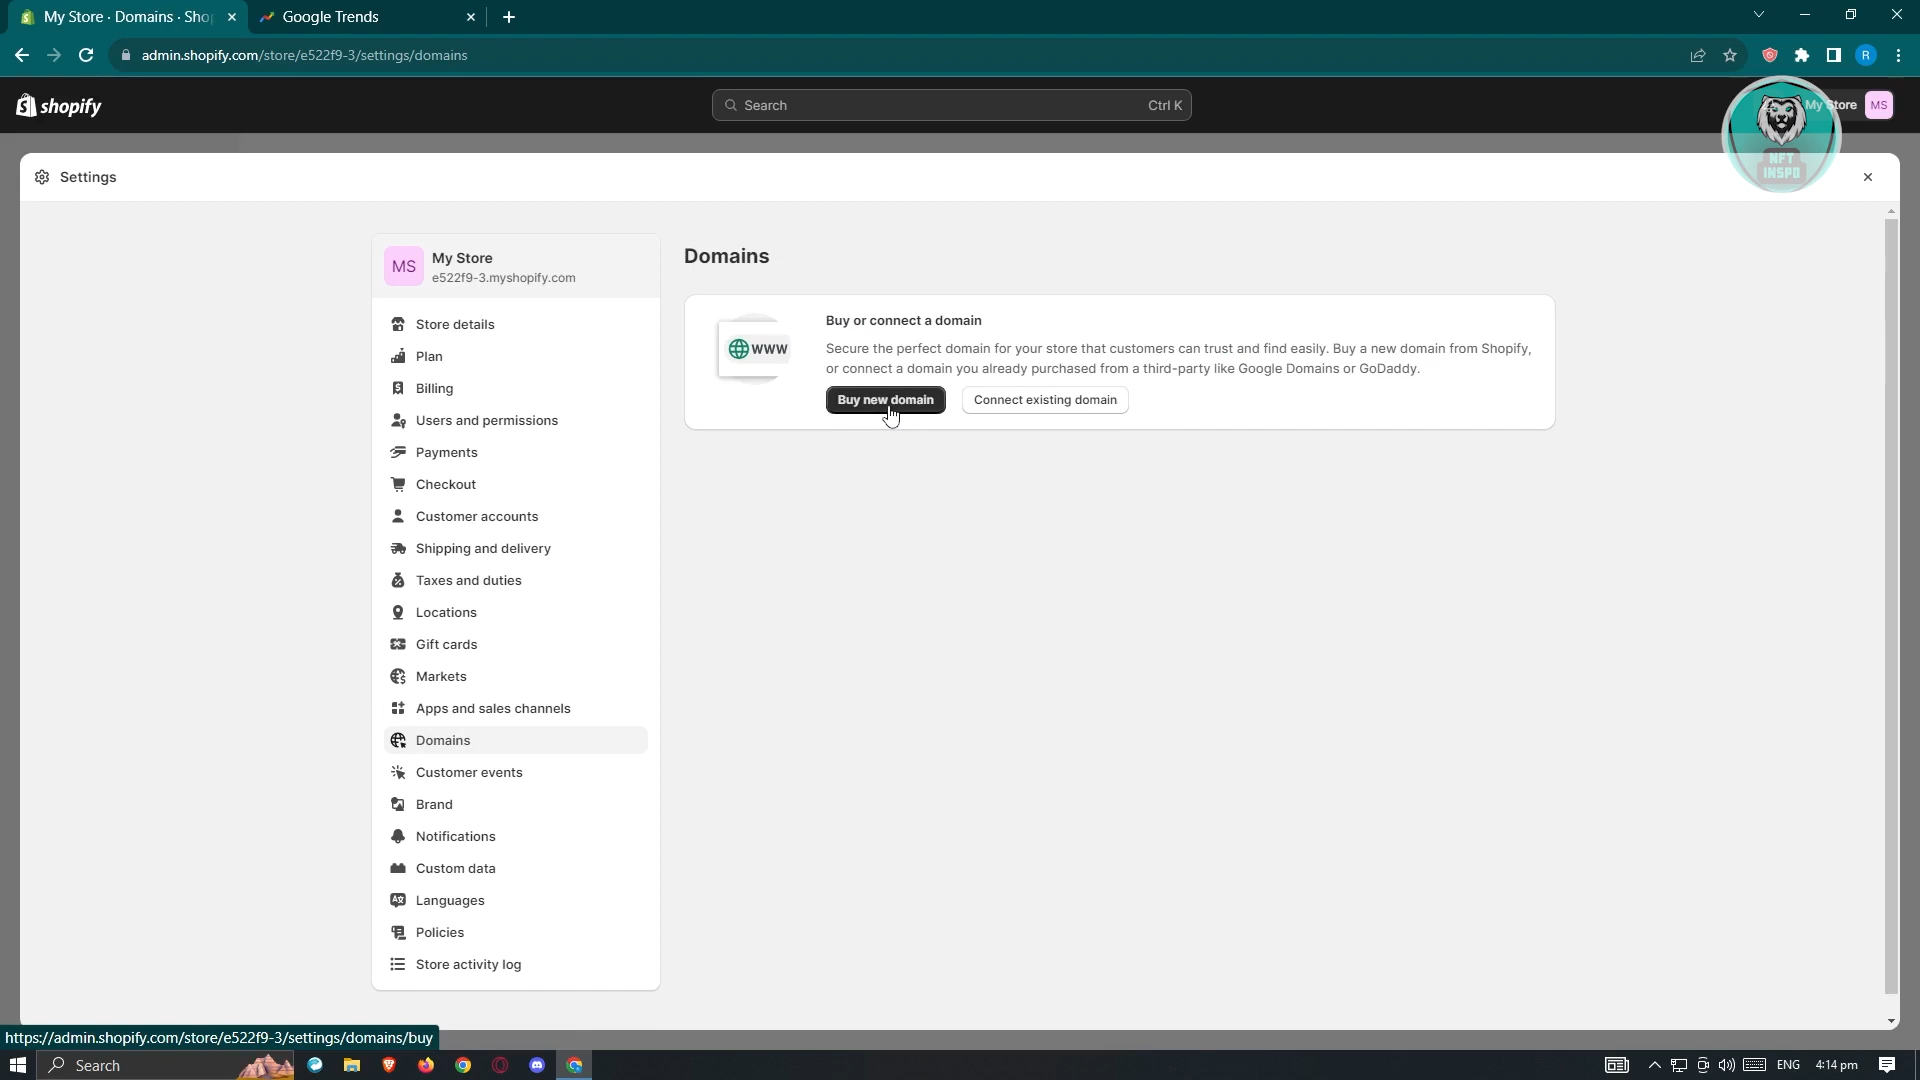 My Store · Domains · Sho
Google Trends
admin.shopify.com/store/e522f9-3/settings/domains
R
shopify
Search
Ctrl K
My Store
MS
NFT
INSPO
Settings
MS
My Store
e522f9-3.myshopify.com
Store details
Plan
Billing
Users and permissions
Payments
Checkout
Customer accounts
Shipping and delivery
Taxes and duties
Locations
Gift cards
Markets
Apps and sales channels
Domains
Customer events
Brand
Notifications
Custom data
Languages
Policies
Store activity log
Domains
WWW
Buy or connect a domain
Secure the perfect domain for your store that customers can trust and find easily. Buy a new domain from Shopify,
or connect a domain you already purchased from a third-party like Google Domains or GoDaddy.
Buy new domain
Connect existing domain
https://admin.shopify.com/store/e522f9-3/settings/domains/buy
Search
ENG
4:14 pm